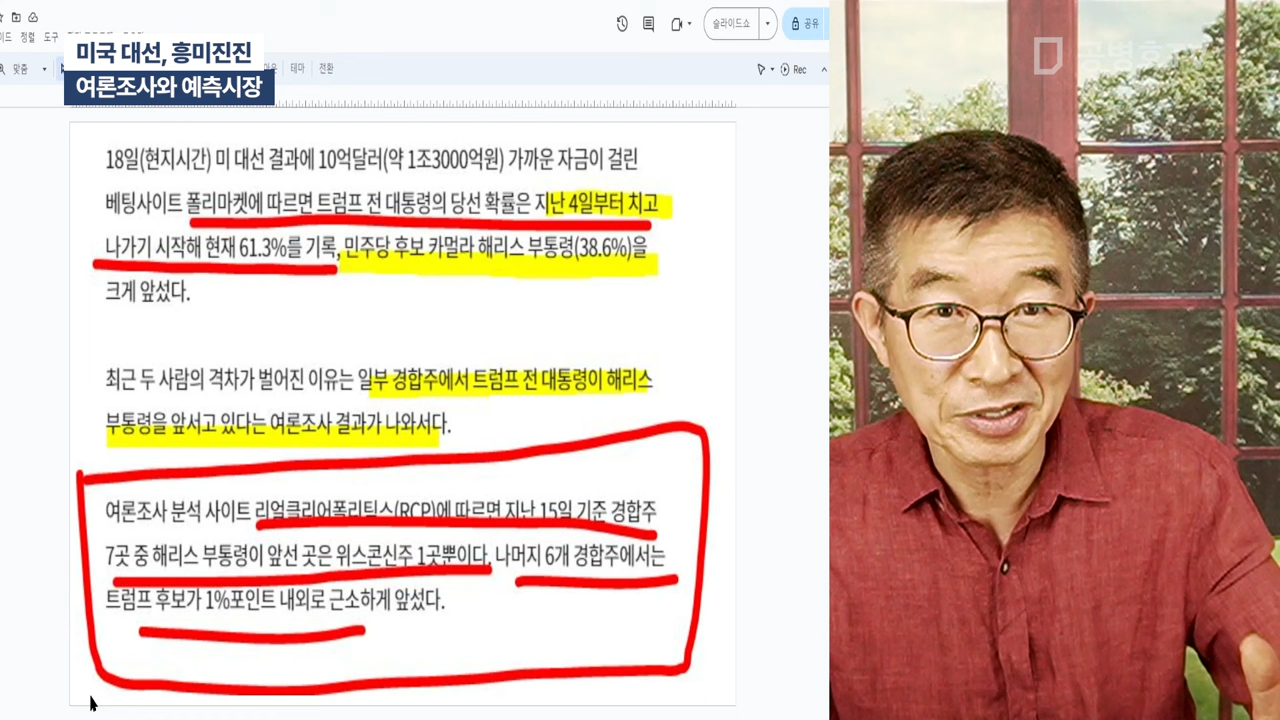 이드 정렬 도구
슬라이드쇼
공유
미국 대선, 흥미진진
여론조사와 예측시장
맞춤
테마
전환
Rec
18일(현지시간) 미 대선 결과에 10억달러(약 1조3000억원) 가까운 자금이 걸린
베팅사이트 폴리마켓에 따르면 트럼프 전 대통령의 당선 확률은 지난 4일부터 치고
나가기 시작해 현재 61.3%를 기록, 민주당 후보 카멀라 해리스 부통령(38.6%)을
크게 앞섰다.
최근 두 사람의 격차가 벌어진 이유는 일부 경합주에서 트럼프 전 대통령이 해리스
부통령을 앞서고 있다는 여론조사 결과가 나와서다.
여론조사 분석 사이트 리얼클리어폴리틱스(RCP)에 따르면 지난 15일 기준 경합주
7곳 중 해리스 부통령이 앞선 곳은 위스콘신주 1곳뿐이다. 나머지 6개 경합주에서는
트럼프 후보가 1%포인트 내외로 근소하게 앞섰다.